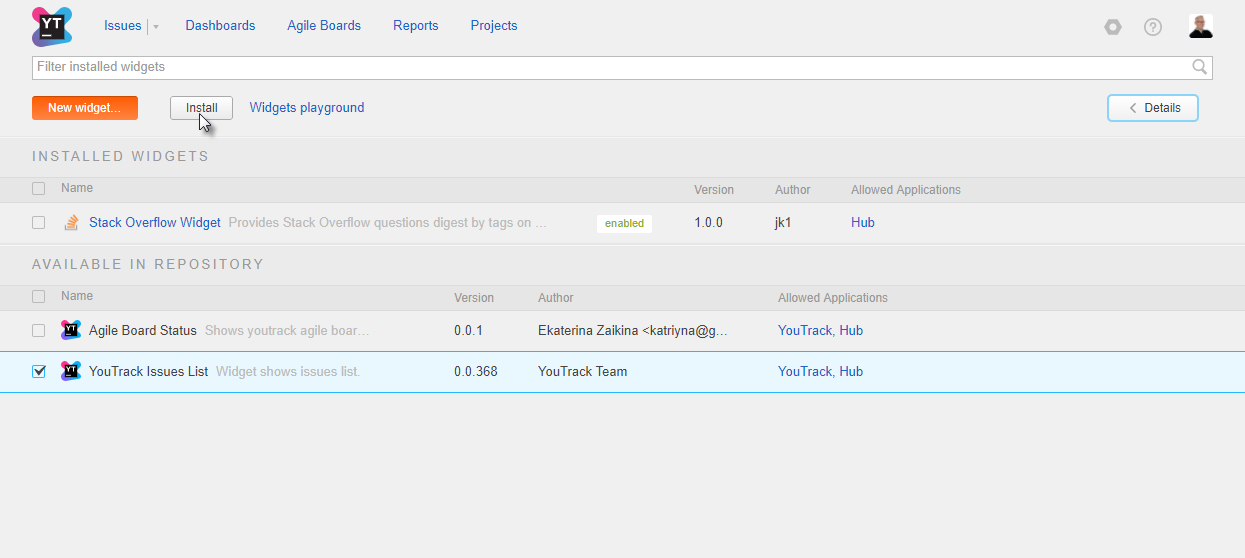 YT Issues Dashboards Agile Boards Reports Projects
Filter installed widgets
New widget... Install Widgets playground Details
INSTALLED WIDGETS
Name Version Author Allowed Applications
Stack Overflow Widget Provides Stack Overflow questions digest by tags on ... enabled 1.0.0 jk1 Hub
AVAILABLE IN REPOSITORY
Name Version Author Allowed Applications
YT Agile Board Status Shows youtrack agile boar... 0.0.1 Ekaterina Zaikina <katriyna@g... YouTrack, Hub
YT YouTrack Issues List Widget shows issues list. 0.0.368 YouTrack Team YouTrack, Hub